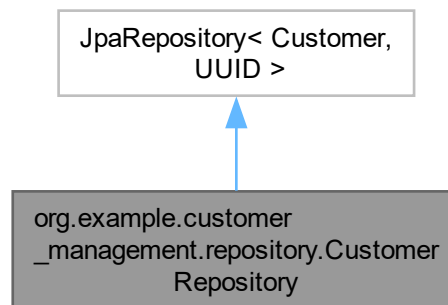 JpaRepository< Customer,
UUID >
org.example.customer
_management.repository.Customer
Repository